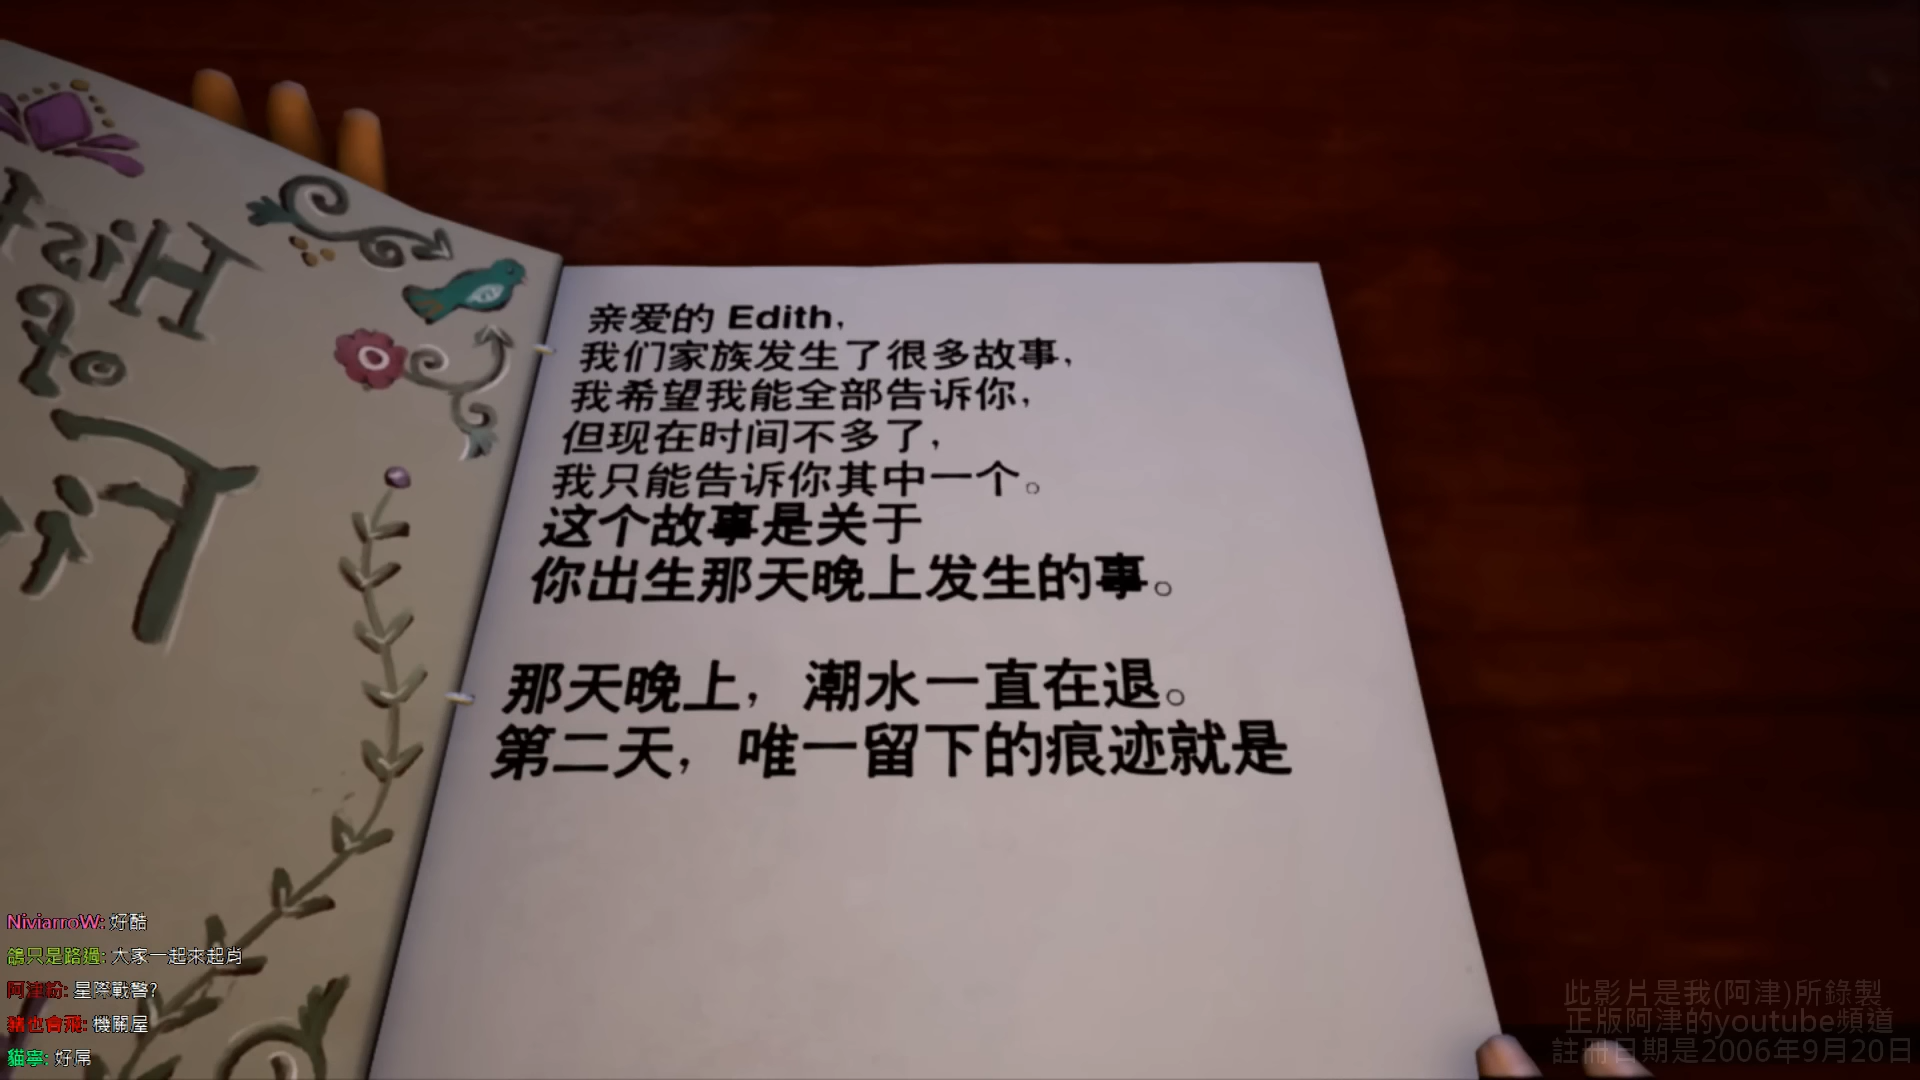 History
of
亲爱的 Edith,
我们家族发生了很多故事,
我希望我能全部告诉你,
但现在时间不多了,
我只能告诉你其中一个。
这个故事是关于
你出生那天晚上发生的事。
那天晚上，潮水一直在退。
第二天，唯一留下的痕迹就是
NiviarroW: 好酷
鴿只是路過: 大家一起來起肖
阿津粉: 星際戰警?
豬也會飛: 機關屋
貓寧: 好屌
此影片是我(阿津)所錄製
正版阿津的youtube頻道
註冊日期是2006年9月20日